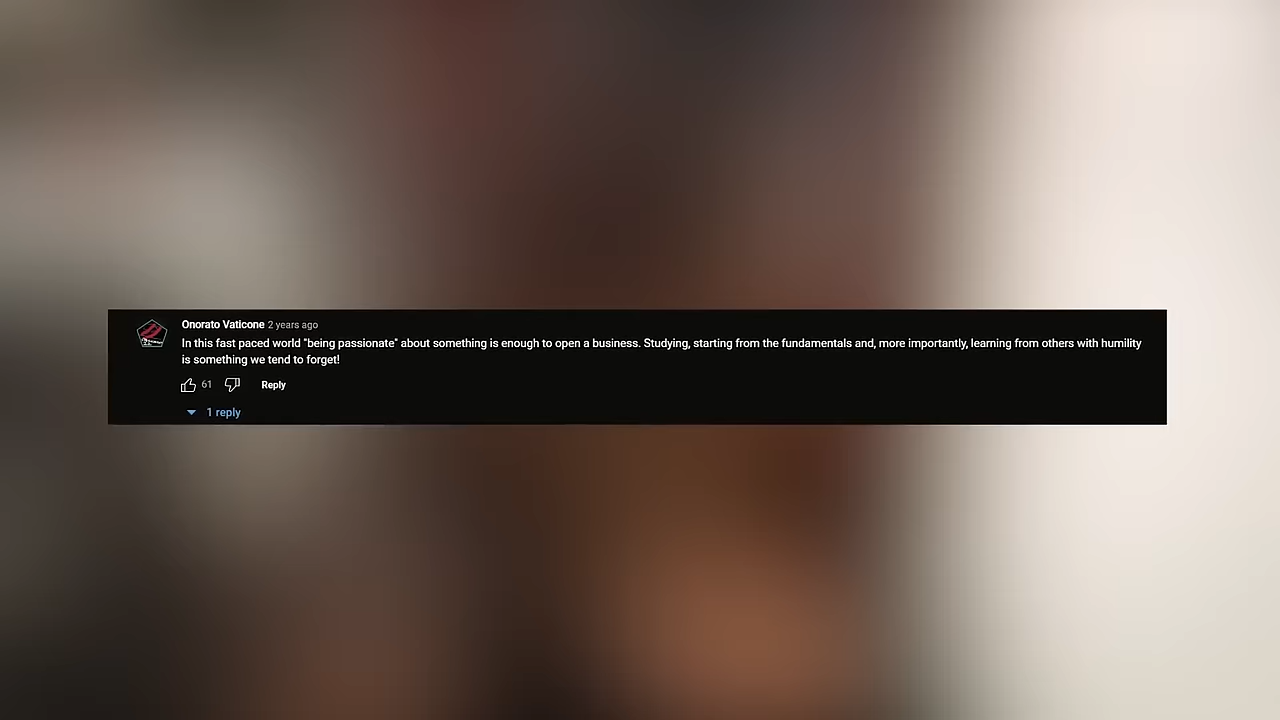 Onorato Vaticone 2 years ago
In this fast paced world "being passionate" about something is enough to open a business. Studying, starting from the fundamentals and, more importantly, learning from others with humility
is something we tend to forget!
61 Reply
1 reply